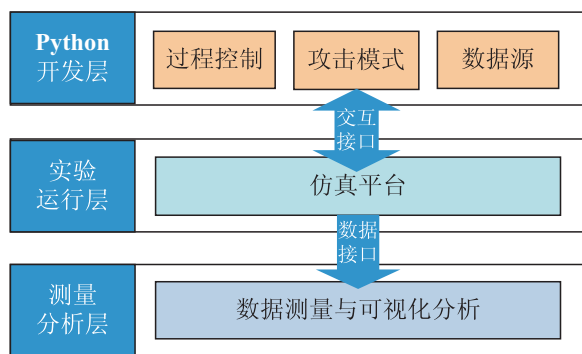 Python
开发层
过程控制
攻击模式
数据源
交互
接口
实验
运行层
仿真平台
数据
接口
测量
分析层
数据测量与可视化分析